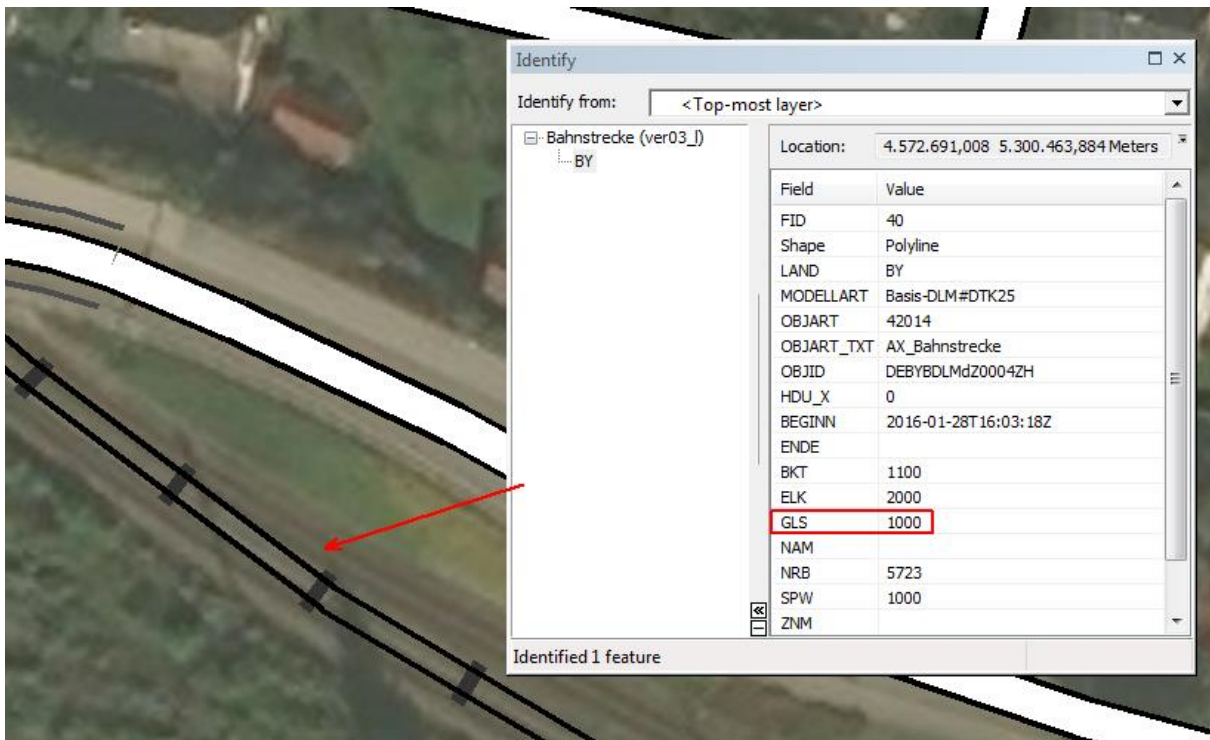 Identify
Identify from: <Top-most layer>
Bahnstrecke (ver03_l)
BY
Location: 4.572.691,008 5.300.463,884 Meters
Field Value
FID 40
Shape Polyline
LAND BY
MODELLART Basis-DLM#DTK25
OBJART 42014
OBJART_TXT AX_Bahnstrecke
OBJID DEBYBDLMdZ0004ZH
HDU_X 0
BEGINN 2016-01-28T16:03:18Z
ENDE
BKT 1100
ELK 2000
GLS 1000
NAM
NRB 5723
SPW 1000
ZNM
Identified 1 feature